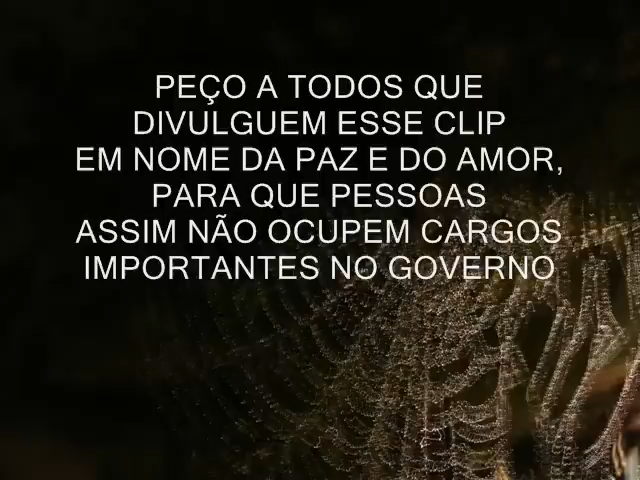 PEÇO A TODOS QUE
DIVULGUEM ESSE CLIP
EM NOME DA PAZ E DO AMOR,
PARA QUE PESSOAS
ASSIM NÃO OCUPEM CARGOS
IMPORTANTES NO GOVERNO